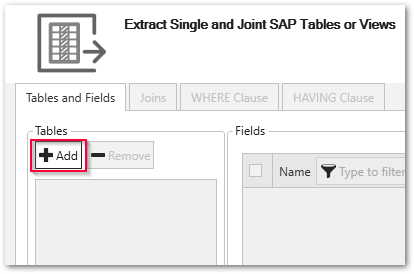 Extract Single and Joint SAP Tables or Views
Tables and Fields Joins WHERE Clause HAVING Clause
Tables Fields
Add Remove
Name Type to filter